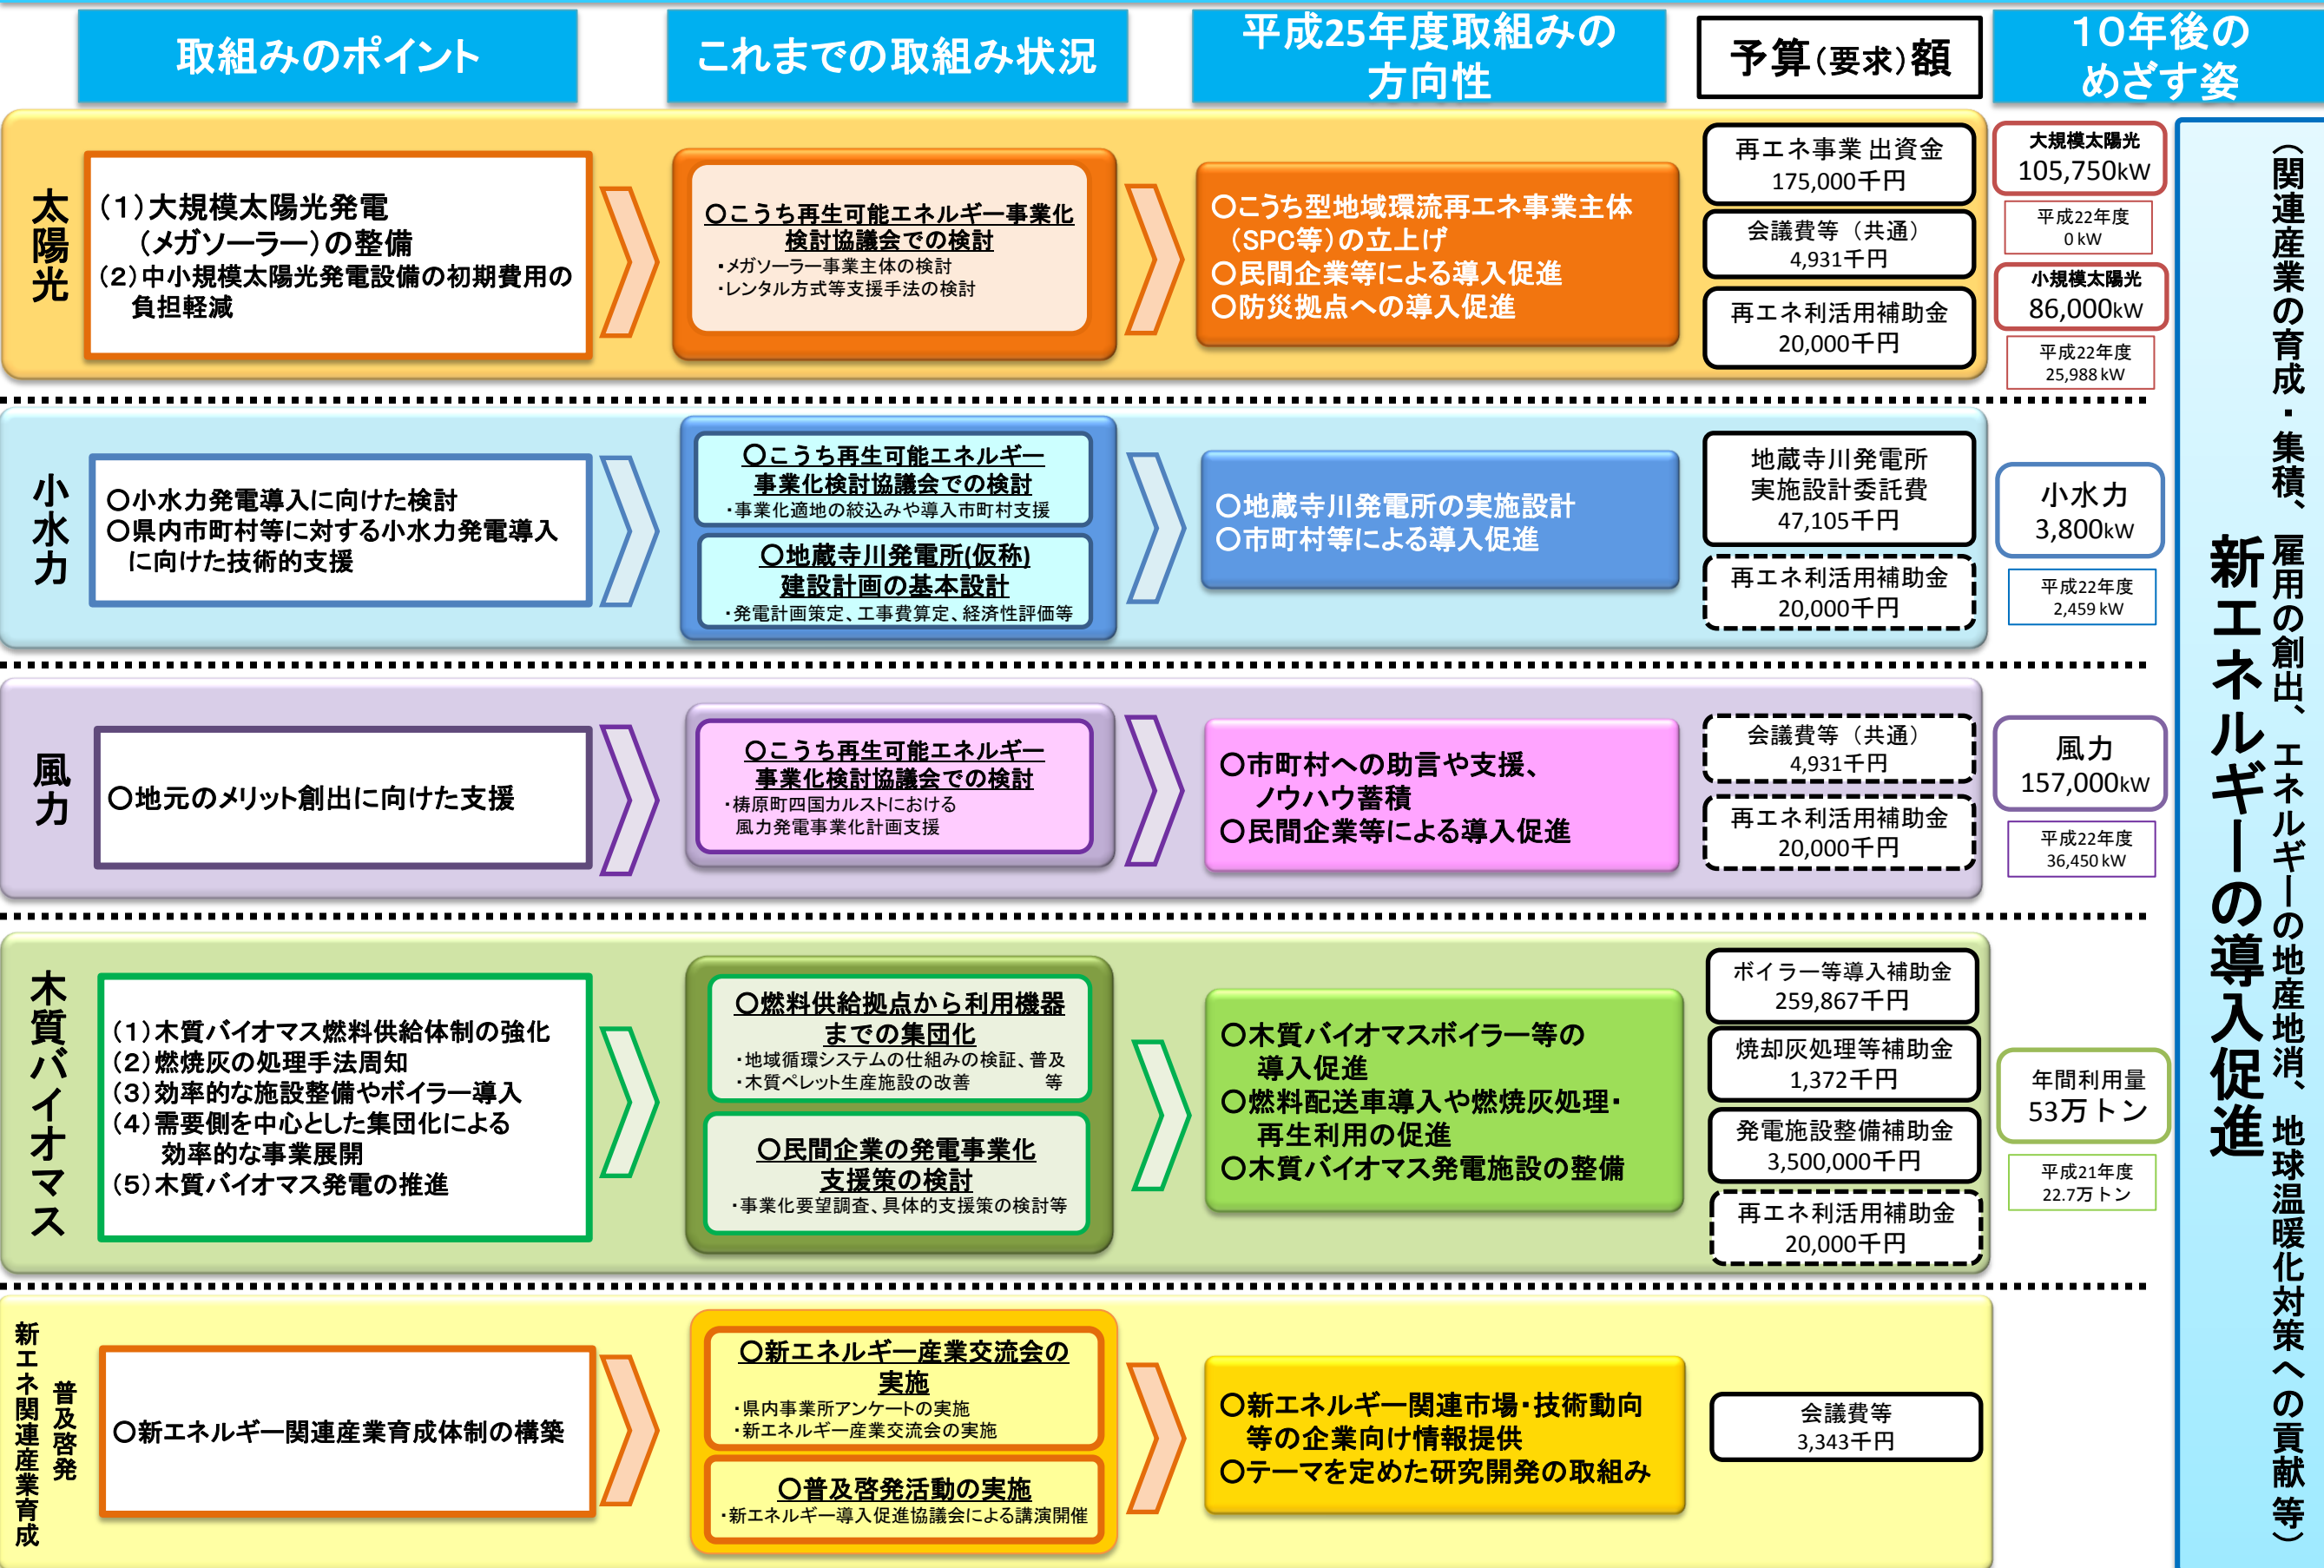 取組みのポイント
これまでの取組み状況
平成25年度取組みの
方向性
予算(要求)額
１０年後の
めざす姿
太陽光
(1)大規模太陽光発電
(メガソーラー)の整備
(2)中小規模太陽光発電設備の初期費用の
負担軽減
○こうち再生可能エネルギー事業化
検討協議会での検討
・メガソーラー事業主体の検討
・レンタル方式等支援手法の検討
○こうち型地域環流再エネ事業主体
(SPC等)の立上げ
○民間企業等による導入促進
○防災拠点への導入促進
再エネ事業 出資金
175,000千円
会議費等（共通）
4,931千円
再エネ利活用補助金
20,000千円
大規模太陽光
105,750kW
平成22年度
0 kW
小規模太陽光
86,000kW
平成22年度
25,988 kW
小水力
○小水力発電導入に向けた検討
○県内市町村等に対する小水力発電導入
に向けた技術的支援
○こうち再生可能エネルギー
事業化検討協議会での検討
・事業化適地の絞込みや導入市町村支援
○地蔵寺川発電所(仮称)
建設計画の基本設計
・発電計画策定、工事費算定、経済性評価等
○地蔵寺川発電所の実施設計
○市町村等による導入促進
地蔵寺川発電所
実施設計委託費
47,105千円
再エネ利活用補助金
20,000千円
小水力
3,800kW
平成22年度
2,459 kW
風力
○地元のメリット創出に向けた支援
○こうち再生可能エネルギー
事業化検討協議会での検討
・梼原町四国カルストにおける
風力発電事業化計画支援
○市町村への助言や支援、
ノウハウ蓄積
○民間企業等による導入促進
会議費等（共通）
4,931千円
再エネ利活用補助金
20,000千円
風力
157,000kW
平成22年度
36,450 kW
木質バイオマス
(1)木質バイオマス燃料供給体制の強化
(2)燃焼灰の処理手法周知
(3)効率的な施設整備やボイラー導入
(4)需要側を中心とした集団化による
効率的な事業展開
(5)木質バイオマス発電の推進
○燃料供給拠点から利用機器
までの集団化
・地域循環システムの仕組みの検証、普及
・木質ペレット生産施設の改善　　　等
○民間企業の発電事業化
支援策の検討
・事業化要望調査、具体的支援策の検討等
○木質バイオマスボイラー等の
導入促進
○燃料配送車導入や燃焼灰処理・
再生利用の促進
○木質バイオマス発電施設の整備
ボイラー等導入補助金
259,867千円
焼却灰処理等補助金
1,372千円
発電施設整備補助金
3,500,000千円
再エネ利活用補助金
20,000千円
年間利用量
53万トン
平成21年度
22.7万トン
普及啓発
新エネ関連産業育成
○新エネルギー関連産業育成体制の構築
○新エネルギー産業交流会の
実施
・県内事業所アンケートの実施
・新エネルギー産業交流会の実施
○普及啓発活動の実施
・新エネルギー導入促進協議会による講演開催
○新エネルギー関連市場・技術動向
等の企業向け情報提供
○テーマを定めた研究開発の取組み
会議費等
3,343千円
（関連産業の育成・集積、雇用の創出、エネルギーの地産地消、地球温暖化対策への貢献等）
新エネルギーの導入促進